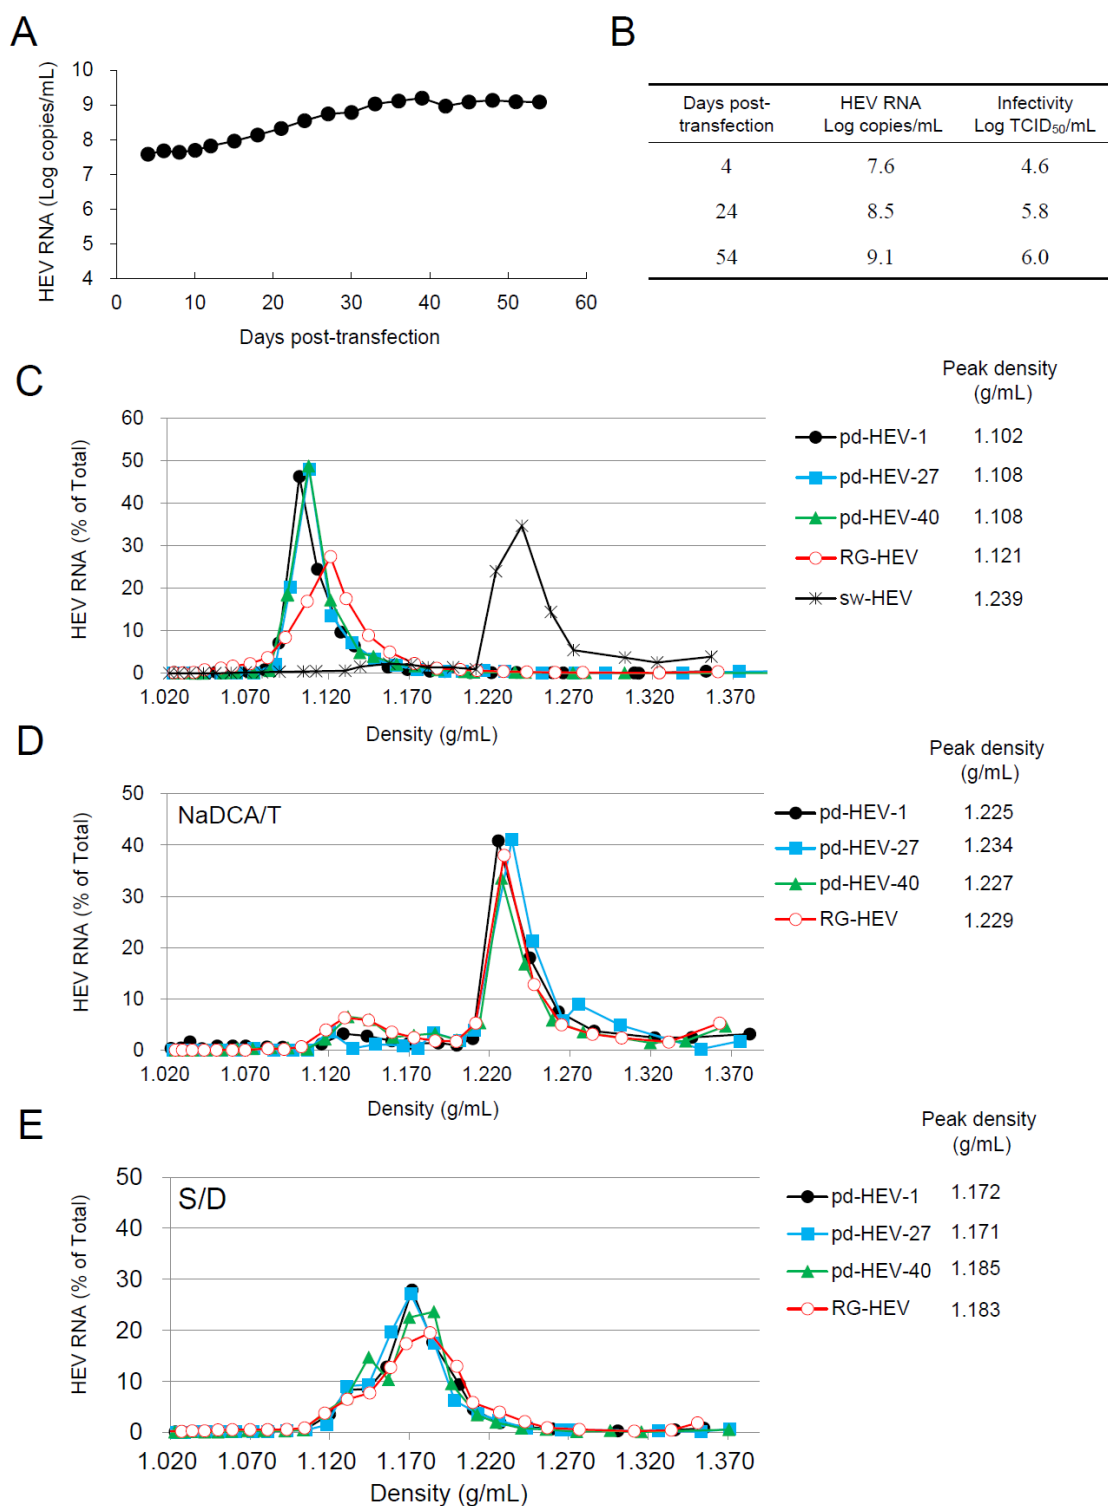 A
HEV RNA (Log copies/mL)
10
9
8
7
6
5
4
0 10 20 30 40 50 60
Days post-transfection
B
Days post-transfection HEV RNA Log copies/mL Infectivity Log TCID50/mL
4 7.6 4.6
24 8.5 5.8
54 9.1 6.0
C
HEV RNA (% of Total)
60
50
40
30
20
10
0
1.020 1.070 1.120 1.170 1.220 1.270 1.320 1.370
Density (g/mL)
Peak density
(g/mL)
pd-HEV-1 1.102
pd-HEV-27 1.108
pd-HEV-40 1.108
RG-HEV 1.121
sw-HEV 1.239
D
HEV RNA (% of Total)
50
40
30
20
10
0
NaDCA/T
1.020 1.070 1.120 1.170 1.220 1.270 1.320 1.370
Density (g/mL)
Peak density
(g/mL)
pd-HEV-1 1.225
pd-HEV-27 1.234
pd-HEV-40 1.227
RG-HEV 1.229
E
HEV RNA (% of Total)
50
40
30
20
10
0
S/D
1.020 1.070 1.120 1.170 1.220 1.270 1.320 1.370
Density (g/mL)
Peak density
(g/mL)
pd-HEV-1 1.172
pd-HEV-27 1.171
pd-HEV-40 1.185
RG-HEV 1.183